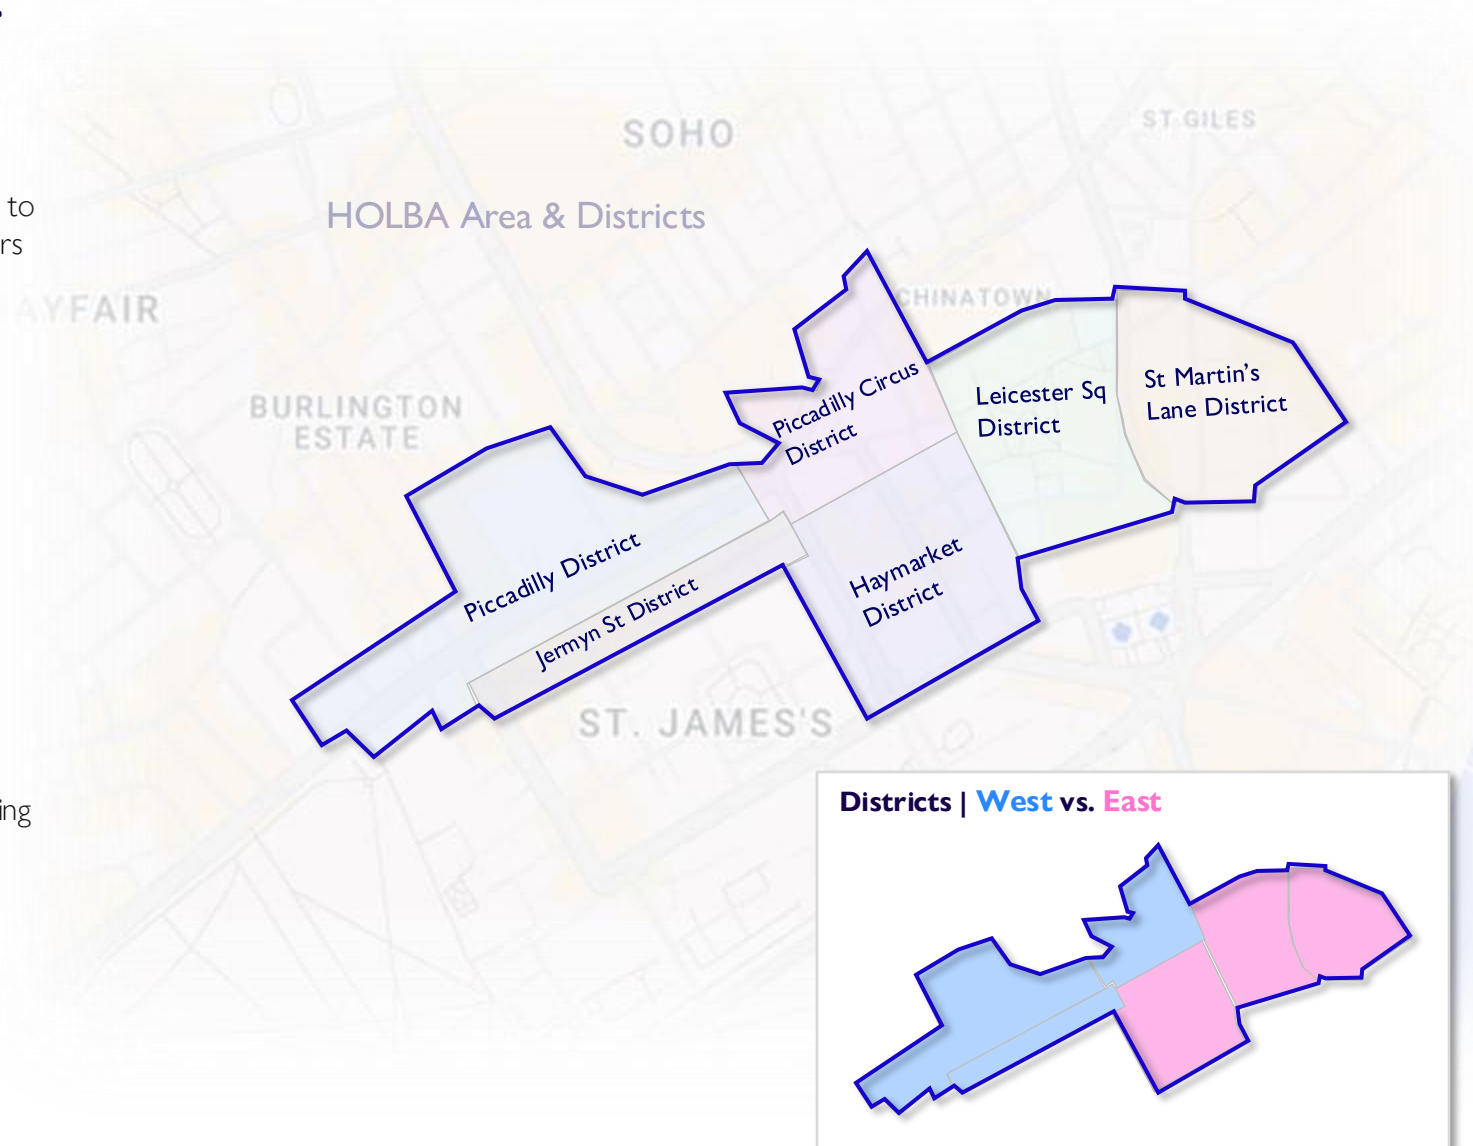 to
rs
ing
HOLBA Area & Districts
SOHO
ST GILES
AYFAIR
CHINATOWN
BURLINGTON
ESTATE
Piccadilly Circus
District
Leicester Sq
District
St Martin's
Lane District
Piccadilly District
Jermyn St District
Haymarket
District
ST. JAMES'S
Districts | West vs. East